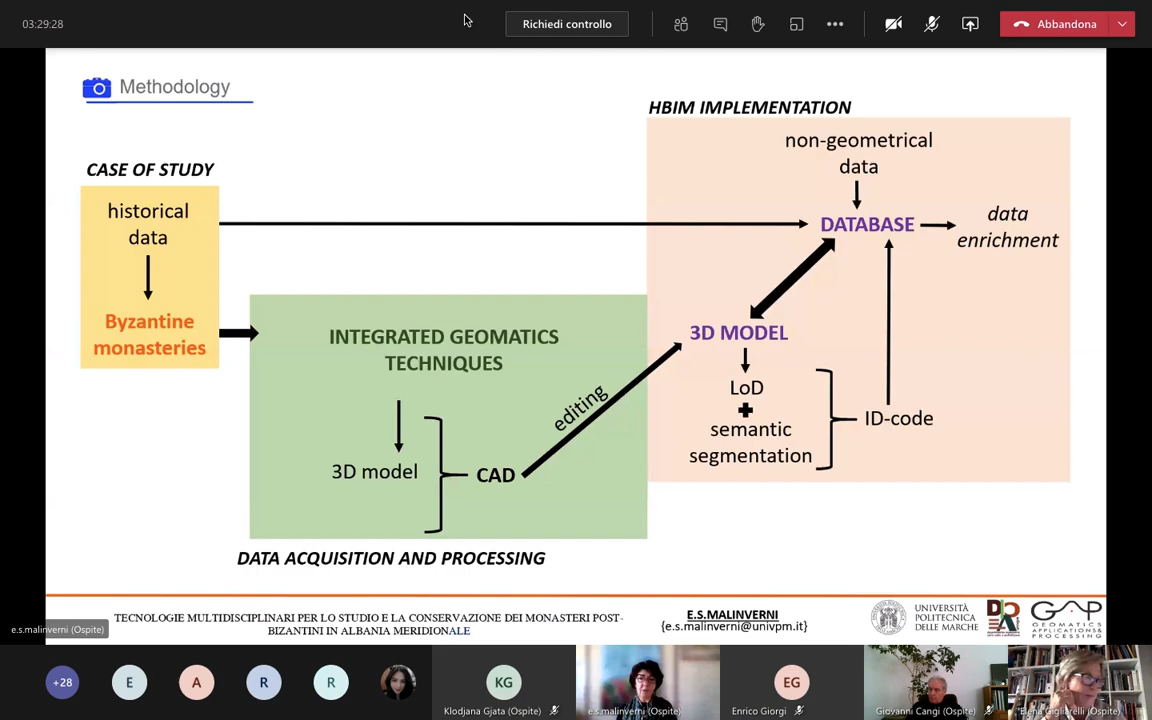 03:29:28
Richiedi controllo
Abbandona
Methodology
HBIM IMPLEMENTATION
non-geometrical
data
CASE OF STUDY
historical
data
DATABASE
data
enrichment
Byzantine
monasteries
INTEGRATED GEOMATICS
TECHNIQUES
3D MODEL
LoD
semantic
segmentation
ID-code
editing
3D model
CAD
DATA ACQUISITION AND PROCESSING
TECNOLOGIE MULTIDISCIPLINARI PER LO STUDIO E LA CONSERVAZIONE DEI MONASTERI POST-
BIZANTINI IN ALBANIA MERIDIONALE
E.S.MALINVERNI
{e.s.malinverni@univpm.it}
UNIVERSITÀ
POLITECNICA
DELLE MARCHE
GAP
GEOMATICS
APPLICATIONS&
PROCESSING
e.s.malinverni (Ospite)
+28
E
A
R
R
KG
EG
Klodjana Gjata (Ospite)
e.s.malinverni (Ospite)
Enrico Giorgi
Giovanni Cangi (Ospite)
Elena Gigliarelli (Ospite)